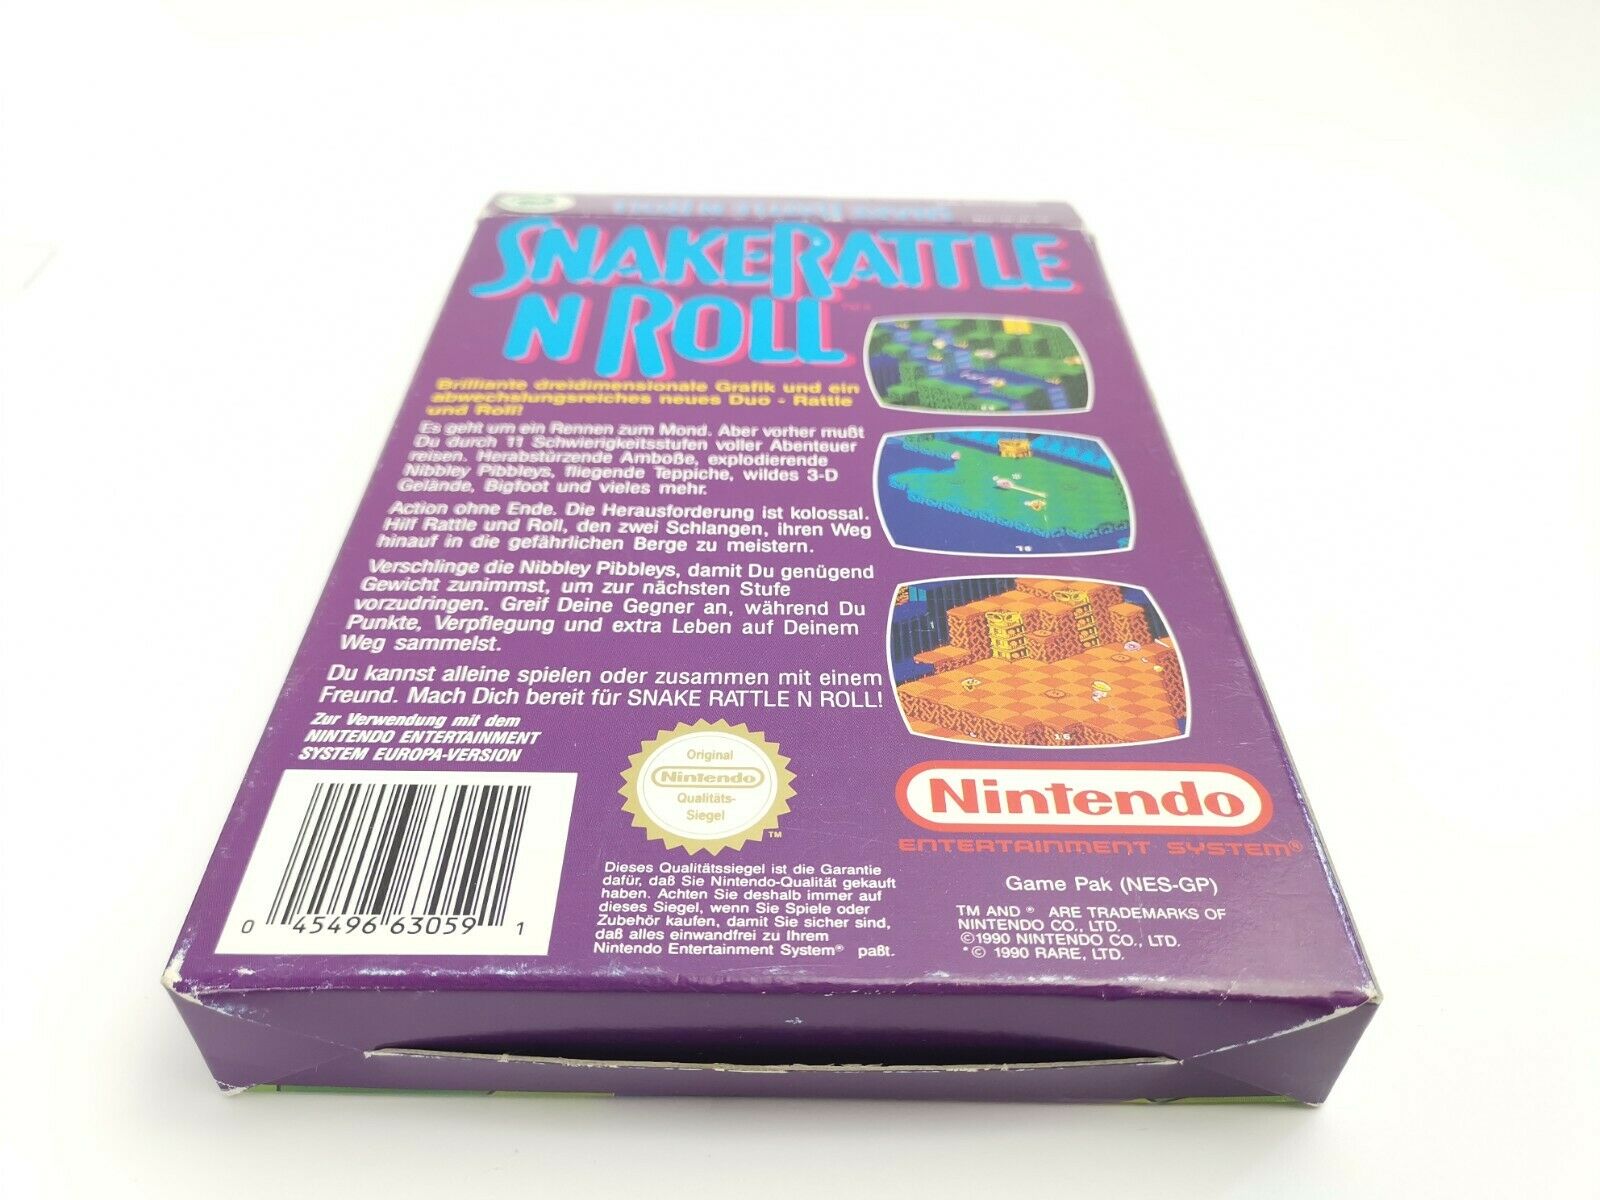 SNAKE RATTLE
N ROLL
Brilliante dreidimensionale Grafik und ein
abwechslungsreiches neues Duo - Rattle
und Roll!
Es geht um ein Rennen zum Mond. Aber vorher mußt
Du durch 11 Schwierigkeitsstufen voller Abenteuer
reisen. Herabstürzende Amboße, explodierende
Nibbley Pibbleys, fliegende Teppiche, wildes 3-D
Gelände, Bigfoot und vieles mehr.
Action ohne Ende. Die Herausforderung ist kolossal.
Hilf Rattle und Roll, den zwei Schlangen, ihren Weg
hinauf in die gefährlichen Berge zu meistern.
Verschlinge die Nibbley Pibbleys, damit Du genügend
Gewicht zunimmst, um zur nächsten Stufe
vorzudringen. Greif Deine Gegner an, während Du
Punkte, Verpflegung und extra Leben auf Deinem
Weg sammelst.
Du kannst alleine spielen oder zusammen mit einem
Freund. Mach Dich bereit für SNAKE RATTLE N ROLL!
Zur Verwendung mit dem
NINTENDO ENTERTAINMENT
SYSTEM EUROPA-VERSION
0 45496 63059 1
Original
Nintendo
Qualitäts-
Siegel
TM
Dieses Qualitätssiegel ist die Garantie
dafür, daß Sie Nintendo-Qualität gekauft
haben. Achten Sie deshalb immer auf
dieses Siegel, wenn Sie Spiele oder
Zubehör kaufen, damit Sie sicher sind,
daß alles einwandfrei zu Ihrem
Nintendo Entertainment System® paßt.
16
Nintendo
ENTERTAINMENT SYSTEM®
Game Pak (NES-GP)
TM AND ® ARE TRADEMARKS OF
NINTENDO CO., LTD.
©1990 NINTENDO CO., LTD.
*© 1990 RARE, LTD.